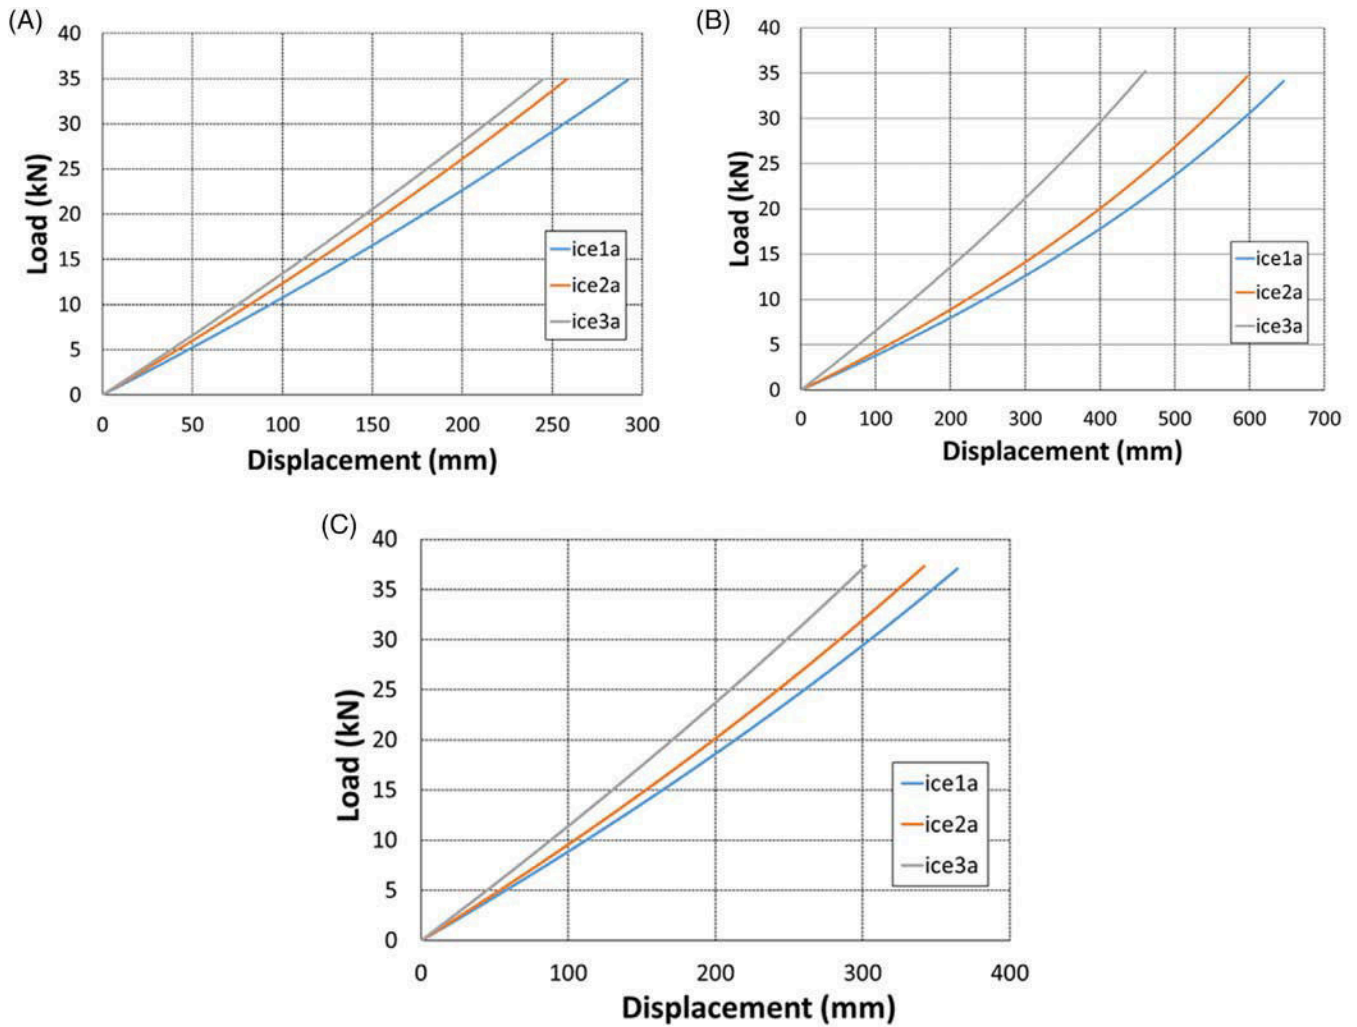 (A)
40
35
30
25
20
15
10
5
0
Load (kN)
ice1a
ice2a
ice3a
0 50 100 150 200 250 300
Displacement (mm)
(B)
40
35
30
25
20
15
10
5
0
Load (kN)
ice1a
ice2a
ice3a
0 100 200 300 400 500 600 700
Displacement (mm)
(C)
40
35
30
25
20
15
10
5
0
Load (kN)
ice1a
ice2a
ice3a
0 100 200 300 400
Displacement (mm)